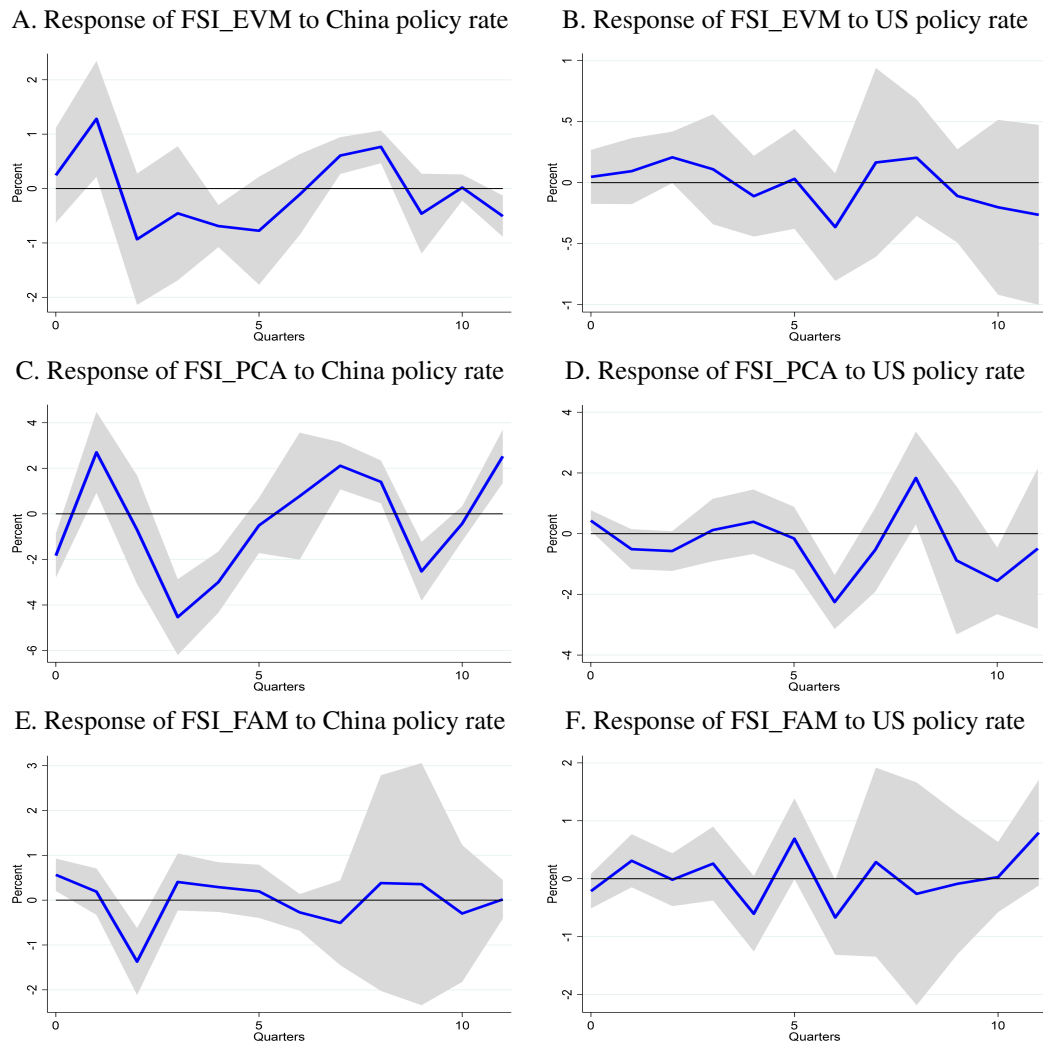 A. Response of FSI_EVM to China policy rate
2
1
0
-1
-2
Percent
0
5
10
Quarters
B. Response of FSI_EVM to US policy rate
1
.5
0
-.5
-1
Percent
0
5
10
Quarters
C. Response of FSI_PCA to China policy rate
4
2
0
-2
-4
-6
Percent
0
5
10
Quarters
D. Response of FSI_PCA to US policy rate
4
2
0
-2
-4
Percent
0
5
10
Quarters
E. Response of FSI_FAM to China policy rate
3
2
1
0
-1
-2
Percent
0
5
10
Quarters
F. Response of FSI_FAM to US policy rate
2
1
0
-1
-2
Percent
0
5
10
Quarters